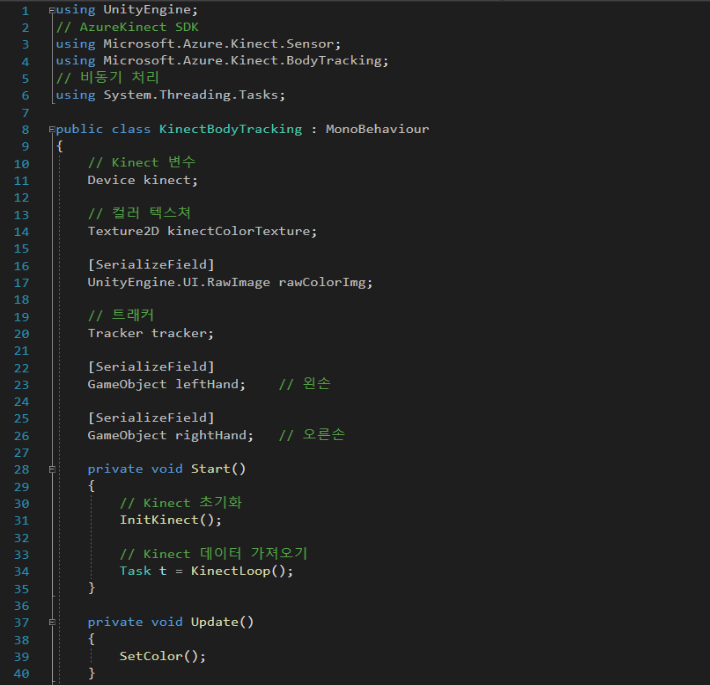 1 using UnityEngine;
2 // AzureKinect SDK
3 using Microsoft.Azure.Kinect.Sensor;
4 using Microsoft.Azure.Kinect.BodyTracking;
5 // 비동기 처리
6 using System.Threading.Tasks;
7
8 public class KinectBodyTracking : MonoBehaviour
9 {
10 // Kinect 변수
11 Device kinect;
12
13 // 컬러 텍스쳐
14 Texture2D kinectColorTexture;
15
16 [SerializeField]
17 UnityEngine.UI.RawImage rawColorImg;
18
19 // 트래커
20 Tracker tracker;
21
22 [SerializeField]
23 GameObject leftHand; // 왼손
24
25 [SerializeField]
26 GameObject rightHand; // 오른손
27
28 private void Start()
29 {
30 // Kinect 초기화
31 InitKinect();
32
33 // Kinect 데이터 가져오기
34 Task t = KinectLoop();
35 }
36
37 private void Update()
38 {
39 SetColor();
40 }